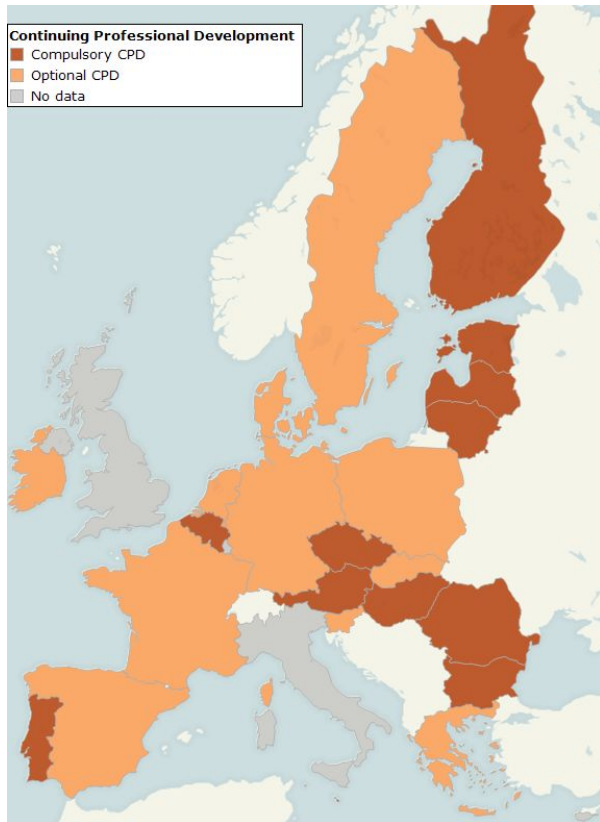 Continuing Professional Development
Compulsory CPD
Optional CPD
No data